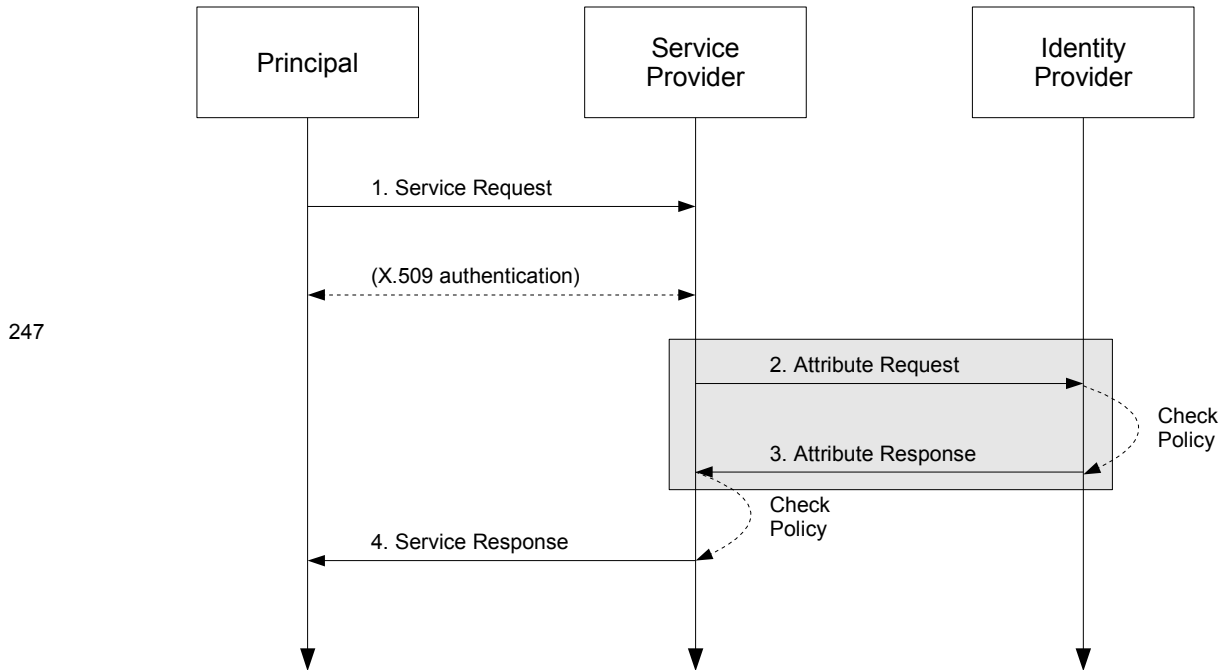 Principal
Service
Provider
Identity
Provider
1. Service Request
(X.509 authentication)
247
2. Attribute Request
Check
Policy
3. Attribute Response
Check
Policy
4. Service Response